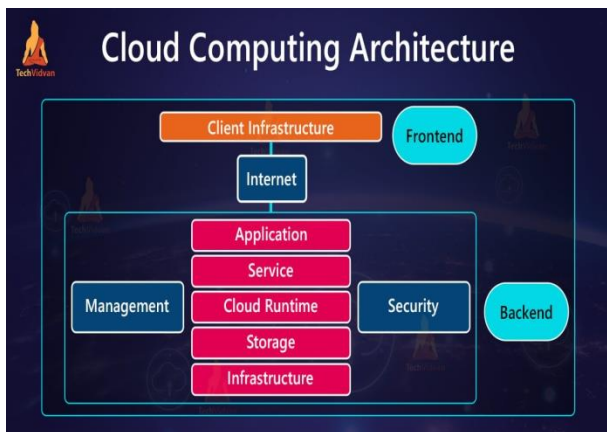 TechVidvan
Cloud Computing Architecture
Client Infrastructure
Frontend
Internet
Application
Service
Management
Cloud Runtime
Security
Backend
Storage
Infrastructure